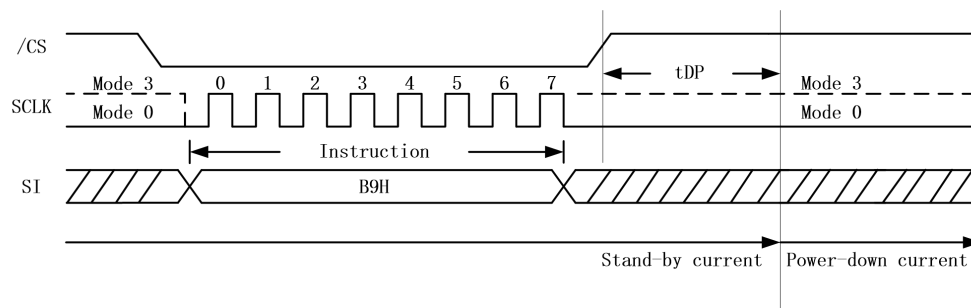 /CS
tDP
Mode 3 0 1 2 3 4 5 6 7 Mode 3
SCLK
Mode 0 Mode 0
Instruction
SI B9H
Stand-by current Power-down current